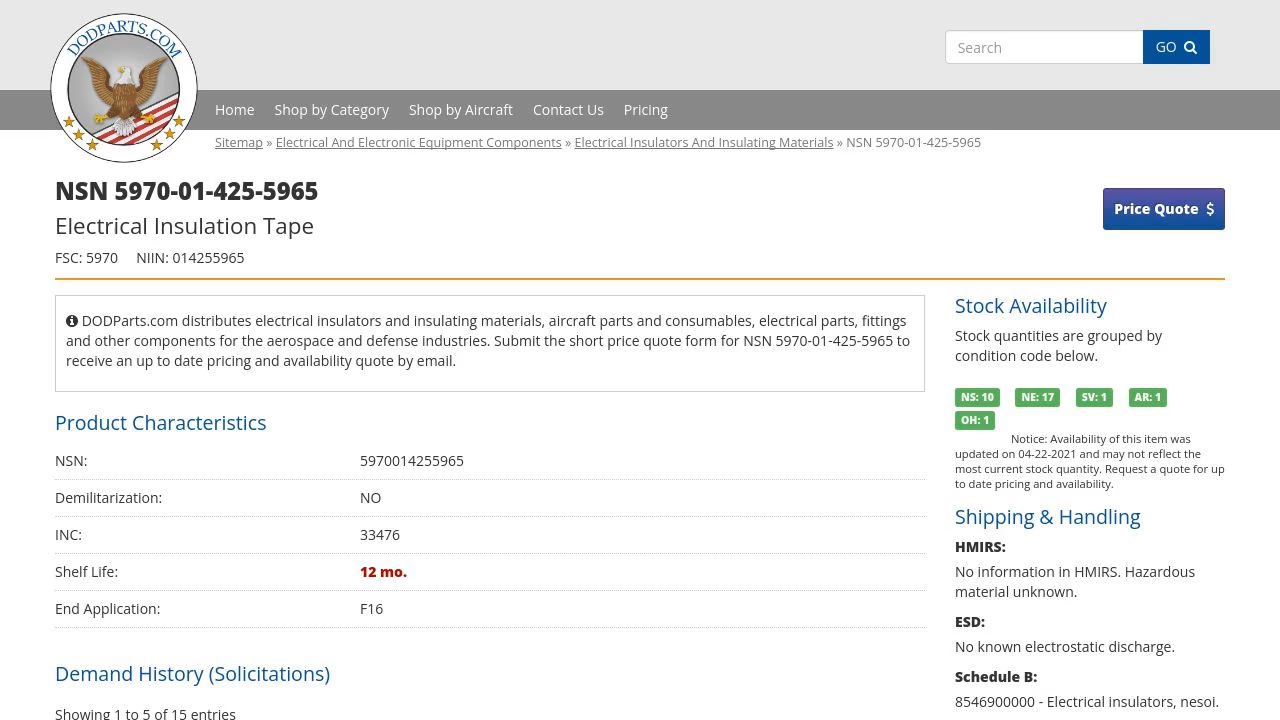 DODPARTS.COM
Search
GO
Home Shop by Category Shop by Aircraft Contact Us Pricing
Sitemap » Electrical And Electronic Equipment Components » Electrical Insulators And Insulating Materials » NSN 5970-01-425-5965
NSN 5970-01-425-5965
Electrical Insulation Tape
FSC: 5970 NIIN: 014255965
Price Quote $
DODParts.com distributes electrical insulators and insulating materials, aircraft parts and consumables, electrical parts, fittings
and other components for the aerospace and defense industries. Submit the short price quote form for NSN 5970-01-425-5965 to
receive an up to date pricing and availability quote by email.
Product Characteristics
NSN: 5970014255965
Demilitarization: NO
INC: 33476
Shelf Life: 12 mo.
End Application: F16
Demand History (Solicitations)
Showing 1 to 5 of 15 entries
Stock Availability
Stock quantities are grouped by
condition code below.
NS: 10 NE: 17 SV: 1 AR: 1
OH: 1
Notice: Availability of this item was
updated on 04-22-2021 and may not reflect the
most current stock quantity. Request a quote for up
to date pricing and availability.
Shipping & Handling
HMIRS:
No information in HMIRS. Hazardous
material unknown.
ESD:
No known electrostatic discharge.
Schedule B:
8546900000 - Electrical insulators, nesoi.